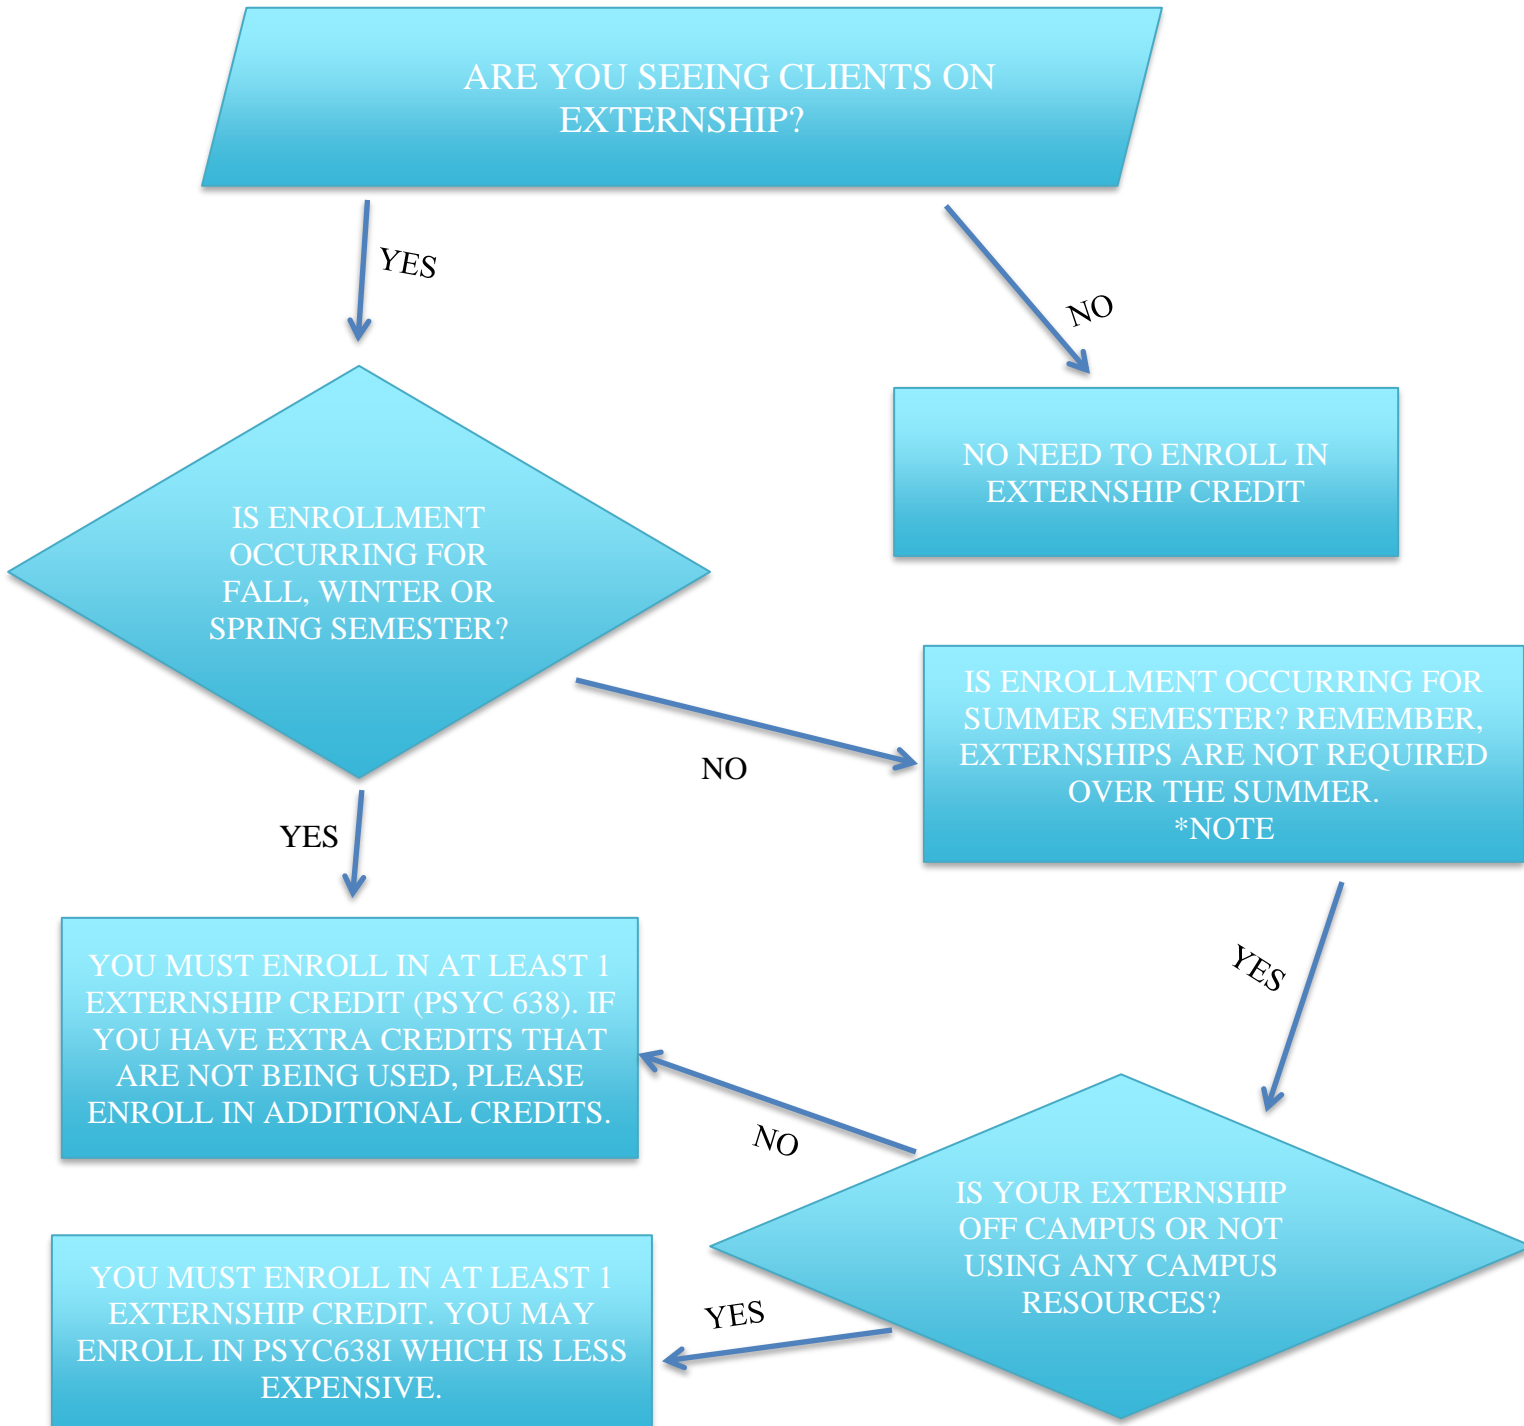 ARE YOU SEEING CLIENTS ON
EXTERNSHIP?
YES
NO
NO NEED TO ENROLL IN
EXTERNSHIP CREDIT
IS ENROLLMENT
OCCURRING FOR
FALL, WINTER OR
SPRING SEMESTER?
IS ENROLLMENT OCCURRING FOR
SUMMER SEMESTER? REMEMBER,
EXTERNSHIPS ARE NOT REQUIRED
OVER THE SUMMER.
*NOTE
NO
YES
YOU MUST ENROLL IN AT LEAST 1
EXTERNSHIP CREDIT (PSYC 638). IF
YOU HAVE EXTRA CREDITS THAT
ARE NOT BEING USED, PLEASE
ENROLL IN ADDITIONAL CREDITS.
YES
NO
IS YOUR EXTERNSHIP
OFF CAMPUS OR NOT
USING ANY CAMPUS
RESOURCES?
YES
YOU MUST ENROLL IN AT LEAST 1
EXTERNSHIP CREDIT. YOU MAY
ENROLL IN PSYC638I WHICH IS LESS
EXPENSIVE.